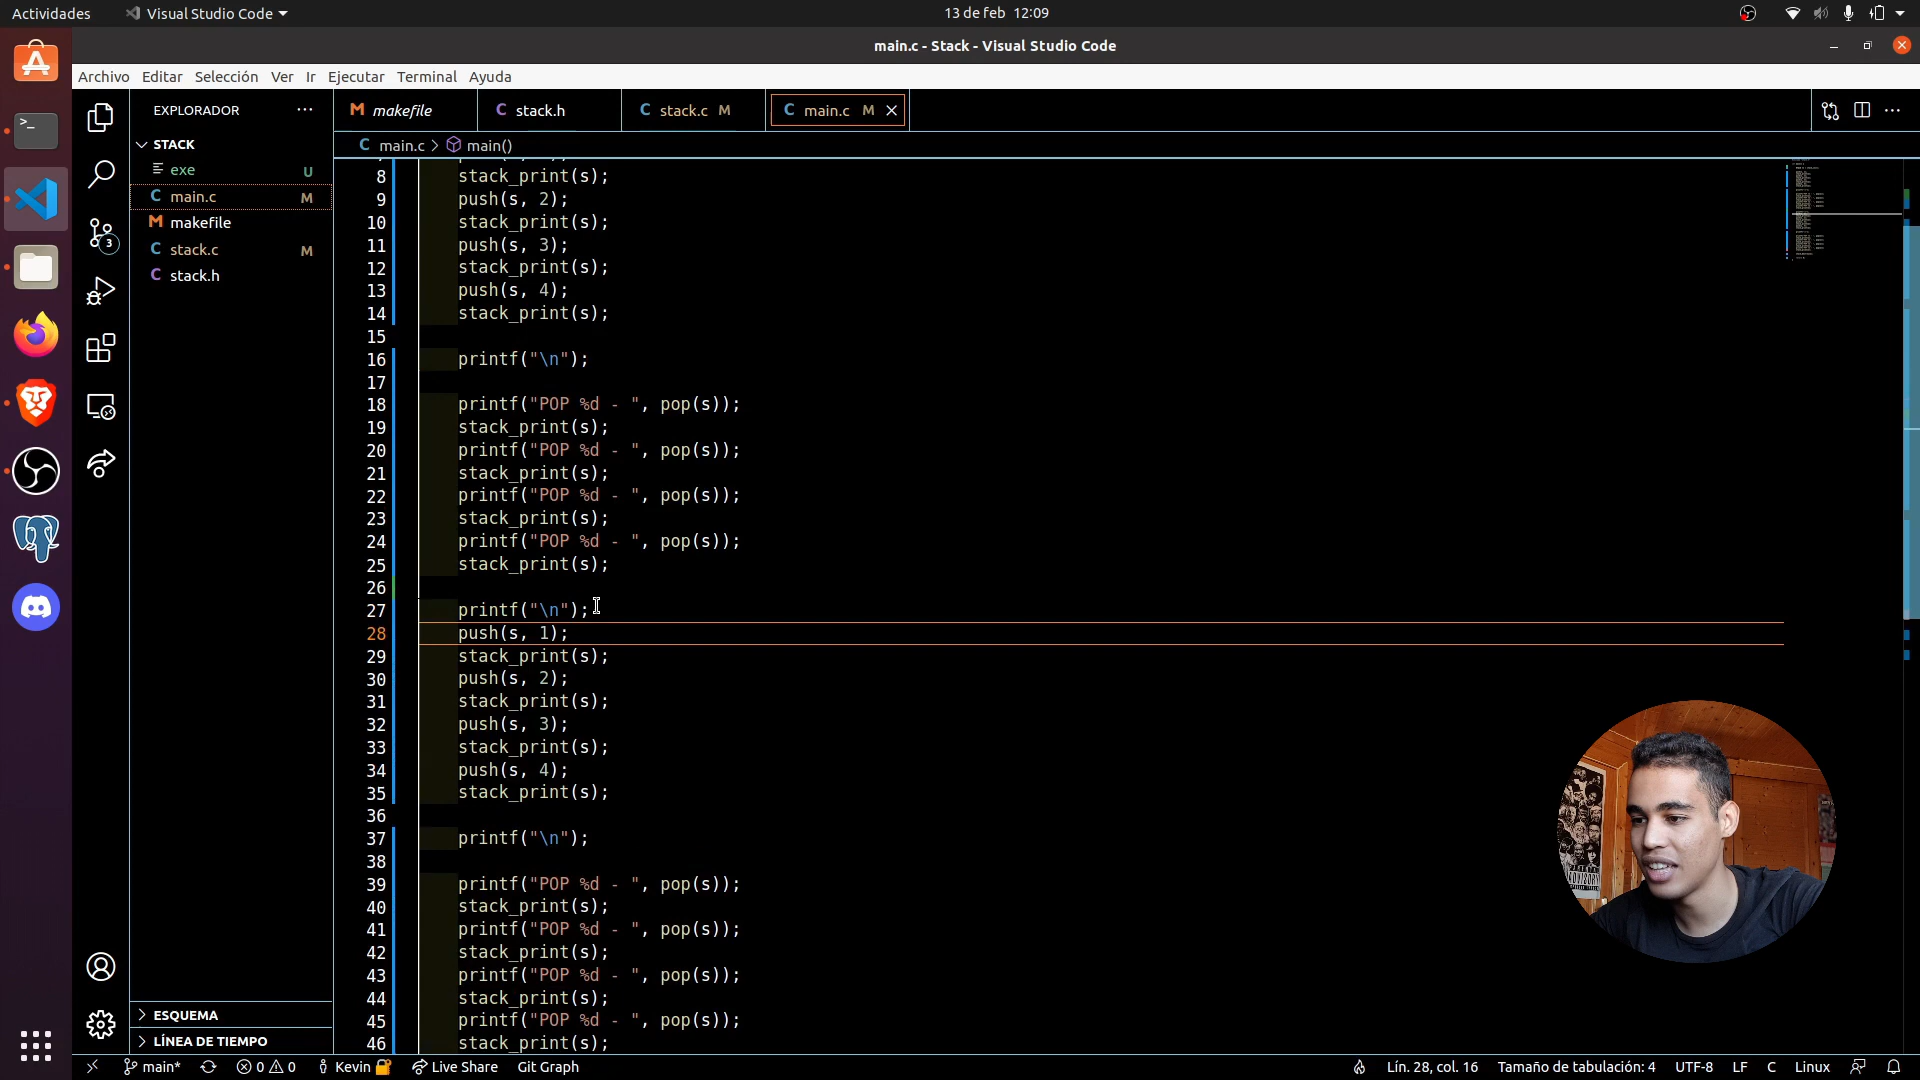 Actividades
Visual Studio Code
13 de feb 12:09
main.c - Stack - Visual Studio Code
Archivo Editar Selección Ver Ir Ejecutar Terminal Ayuda
EXPLORADOR
STACK
exe U
main.c M
makefile
stack.c M
stack.h
3
ESQUEMA
LÍNEA DE TIEMPO
M makefile
C stack.h
C stack.c M
C main.c M
C main.c > main()
8 stack_print(s);
9 push(s, 2);
10 stack_print(s);
11 push(s, 3);
12 stack_print(s);
13 push(s, 4);
14 stack_print(s);
15
16 printf("\n");
17
18 printf("POP %d - ", pop(s));
19 stack_print(s);
20 printf("POP %d - ", pop(s));
21 stack_print(s);
22 printf("POP %d - ", pop(s));
23 stack_print(s);
24 printf("POP %d - ", pop(s));
25 stack_print(s);
26
27 printf("\n");
28 push(s, 1);
29 stack_print(s);
30 push(s, 2);
31 stack_print(s);
32 push(s, 3);
33 stack_print(s);
34 push(s, 4);
35 stack_print(s);
36
37 printf("\n");
38
39 printf("POP %d - ", pop(s));
40 stack_print(s);
41 printf("POP %d - ", pop(s));
42 stack_print(s);
43 printf("POP %d - ", pop(s));
44 stack_print(s);
45 printf("POP %d - ", pop(s));
46 stack_print(s);
main* 0 0 Kevin Live Share Git Graph
Lín. 28, col. 16 Tamaño de tabulación: 4 UTF-8 LF C Linux